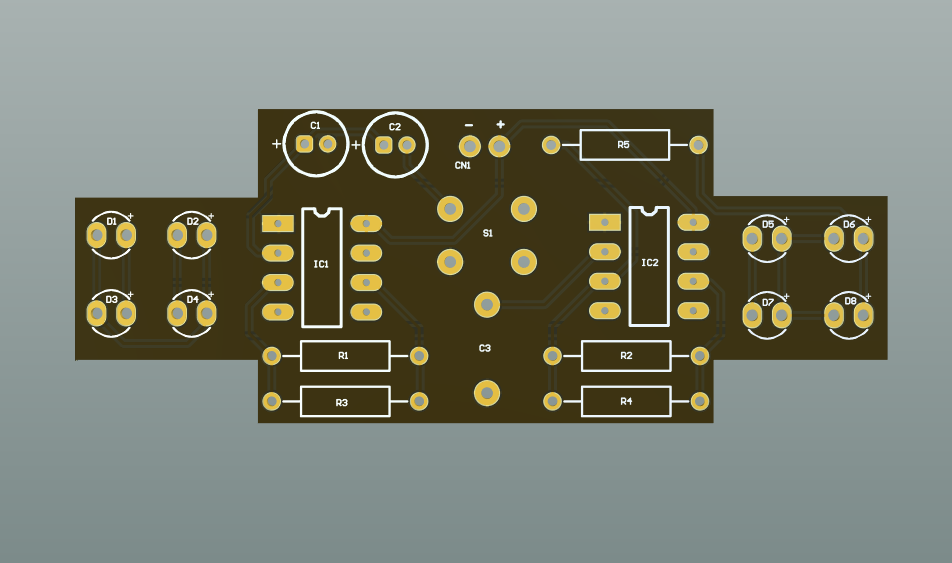 C1
C2
- +
+
+
CN1
R5
D1
+
D2
+
S1
D5
+
D6
+
IC1
IC2
D3
+
D4
+
D7
+
D8
+
R1
C3
R2
R3
R4